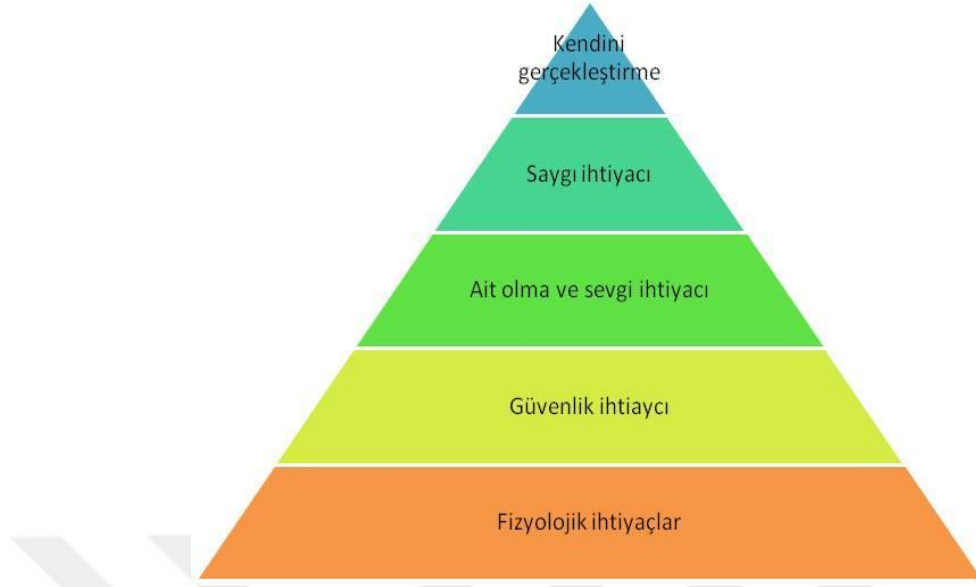 Kendini
gerçekleştirme
Saygı ihtiyacı
Ait olma ve sevgi ihtiyacı
Güvenlik ihtiaycı
Fizyolojik ihtiyaçlar